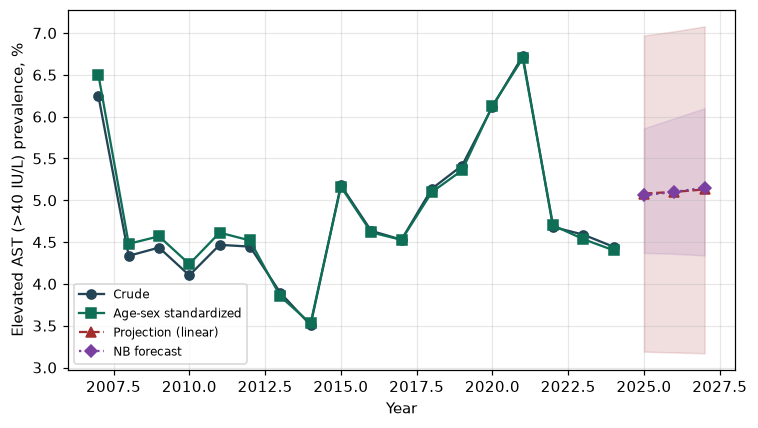 Elevated AST (>40 IU/L) prevalence, %
7.0
6.5
6.0
5.5
5.0
4.5
4.0
3.5
3.0
Crude
Age-sex standardized
Projection (linear)
NB forecast
2007.5 2010.0 2012.5 2015.0 2017.5 2020.0 2022.5 2025.0 2027.5
Year